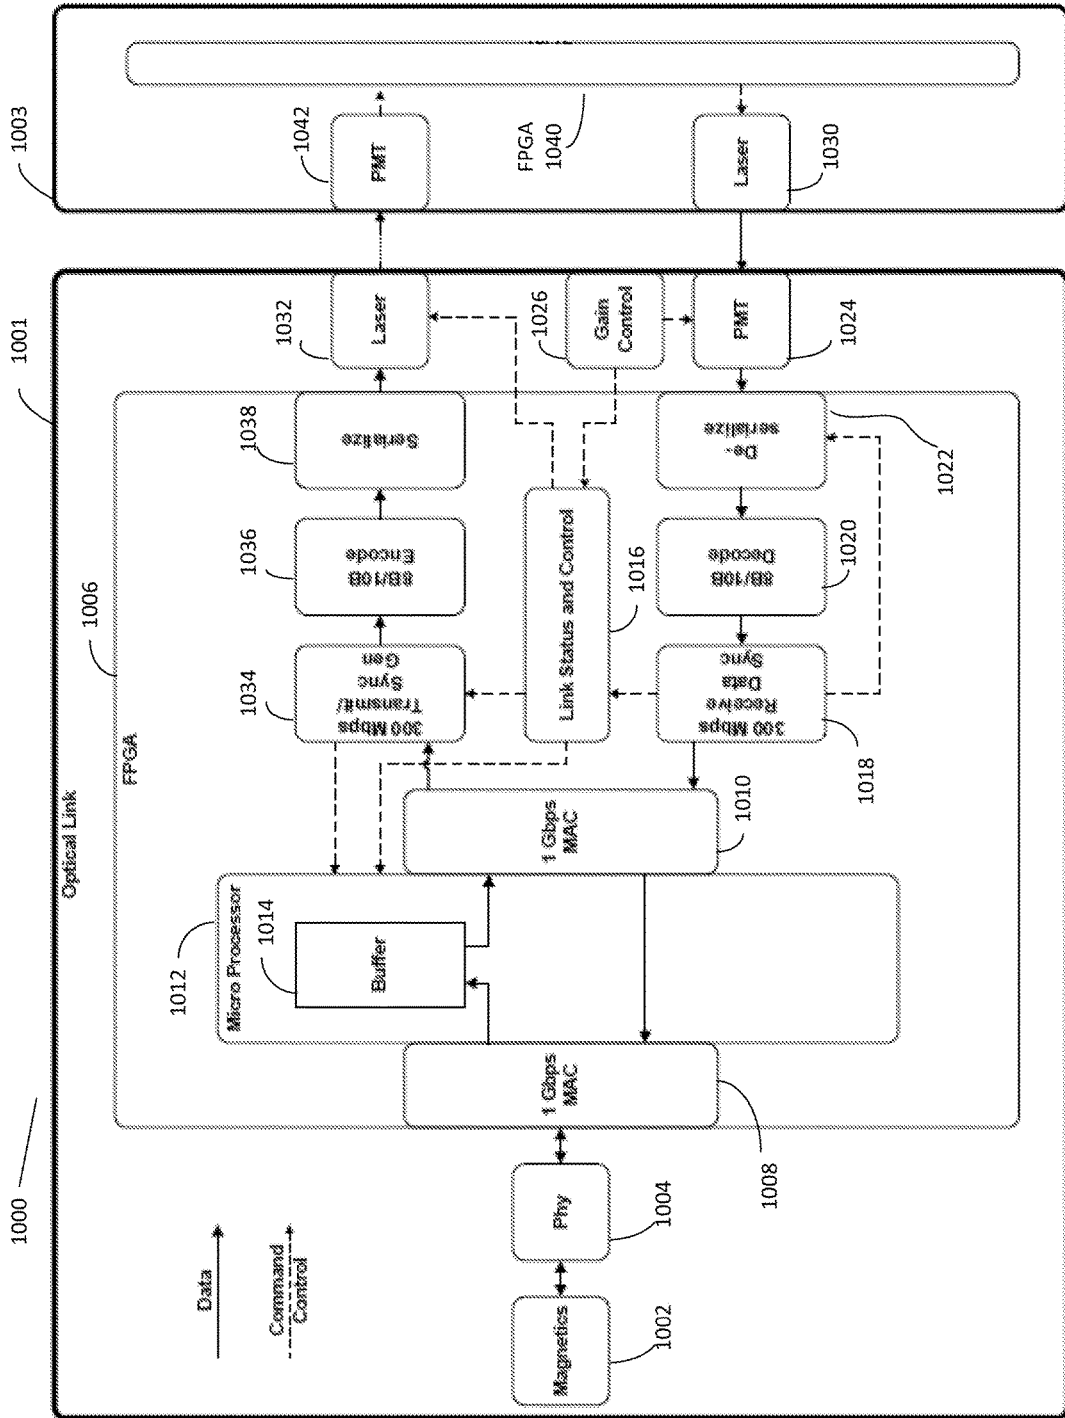 1000
1001
1003
Optical Link
Data
Command
Control
FPGA
1006
Micro Processor
1012
Buffer
1014
Magnetics
1002
Phy
1004
1 Gbps
MAC
1008
1 Gbps
MAC
1010
300 Mbps
Transmit/
Sync
Gen
1034
8B/10B
Encode
1036
Serialize
1038
Laser
1032
PMT
1042
Link Status and Control
1016
Gain
Control
1026
300 Mbps
Receive
Data
Sync
1018
8B/10B
Decode
1020
De-
serialize
1022
PMT
1024
Laser
1030
FPGA
1040